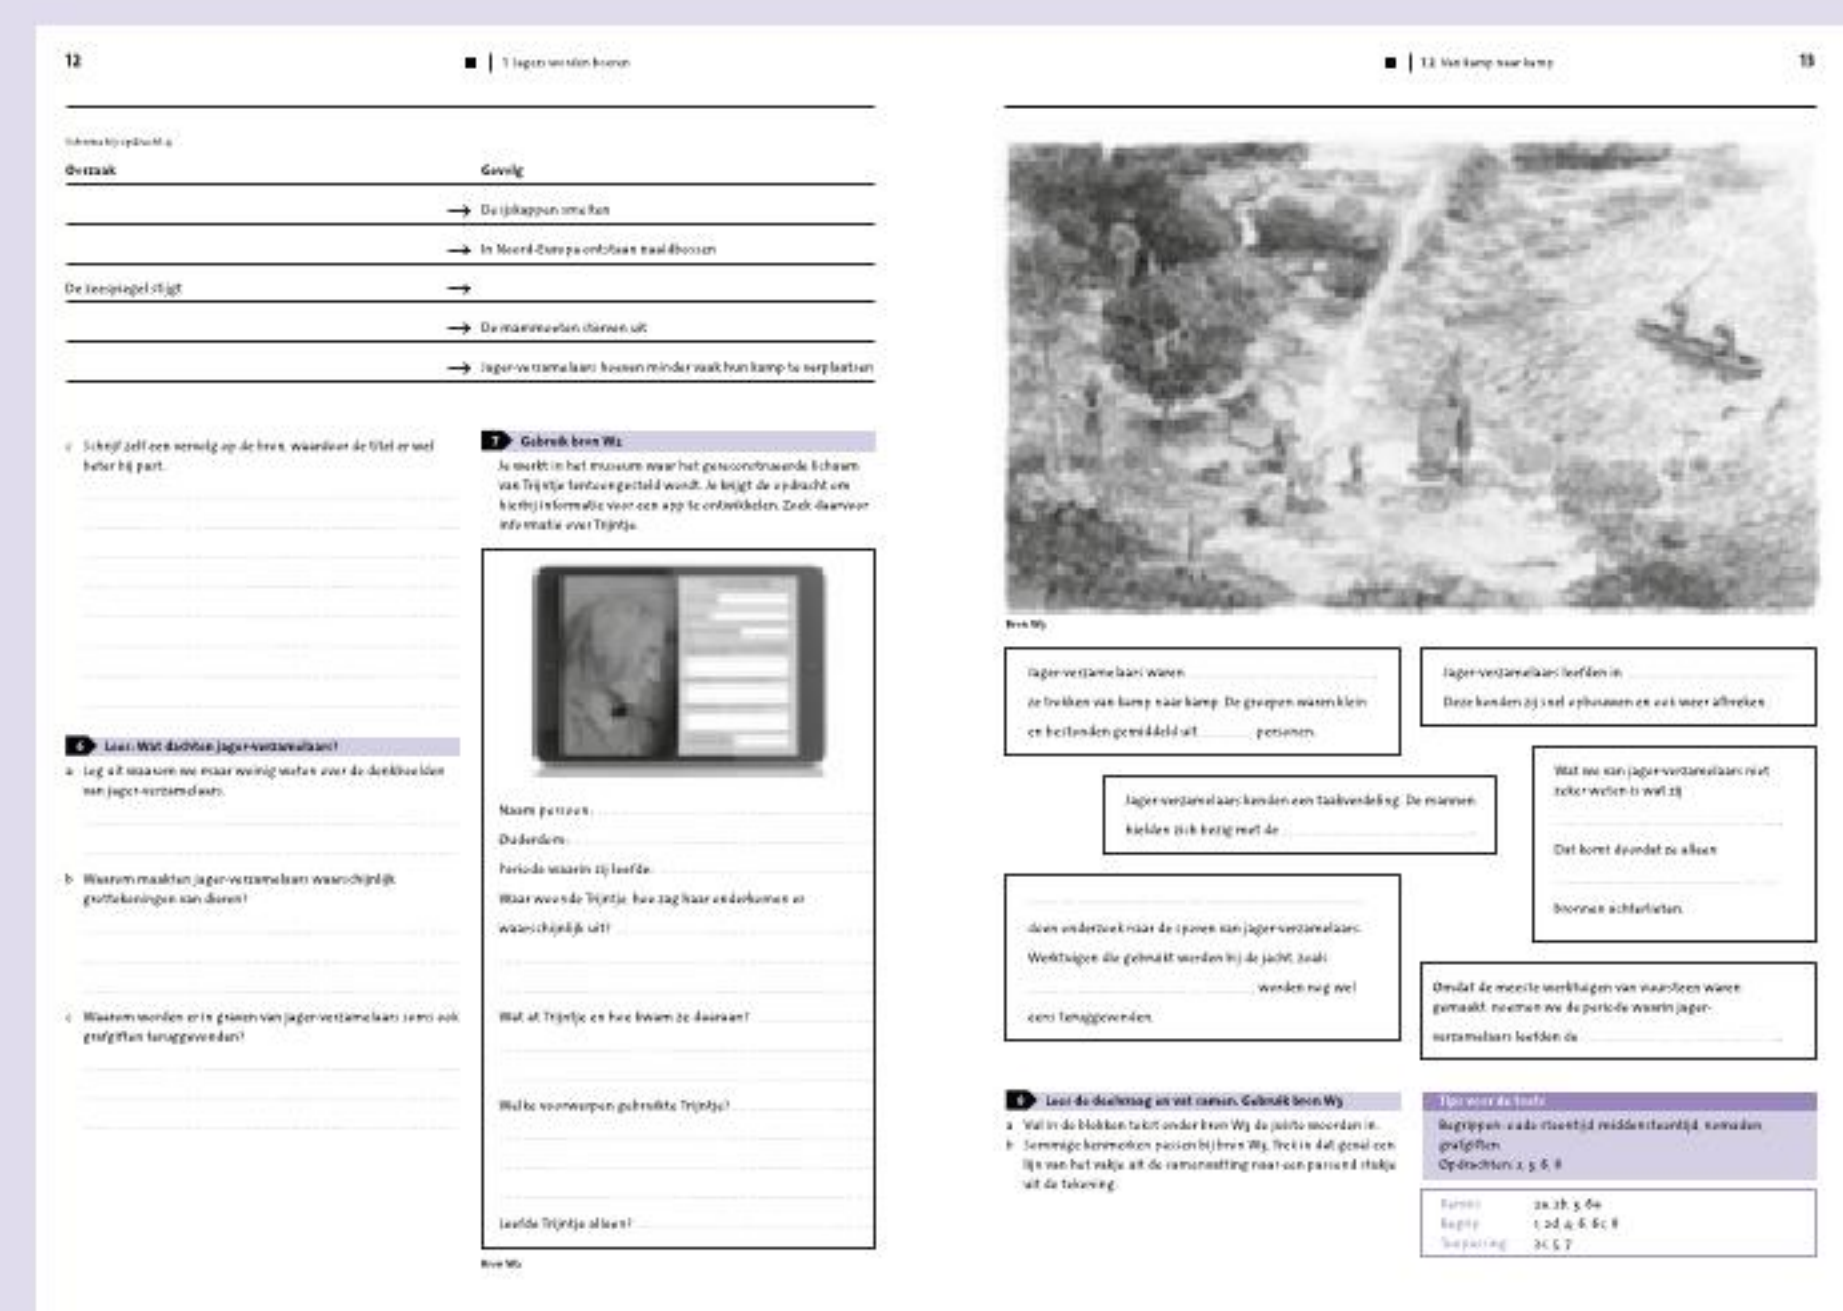 12
1 Jagers worden boeren
Schema bij opdracht 4
Oorzaak
Gevolg
→ De ijskappen smelten
→ In Noord-Europa ontstaan naaldbossen
De zeespiegel stijgt →
→ De mammoeten sterven uit
→ Jager-verzamelaars hoeven minder vaak hun kamp te verplaatsen
c Schrijf zelf een vervolg op de bron, waardoor de titel er wel
beter bij past.
6 Lees: Wat dachten jager-verzamelaars?
a Leg uit waarom we maar weinig weten over de denkbeelden
van jager-verzamelaars.
b Waarom maakten jager-verzamelaars waarschijnlijk
grottekeningen van dieren?
c Waarom werden er in graven van jager-verzamelaars soms ook
grafgiften teruggevonden?
7 Gebruik bron W2
Je werkt in het museum waar het gereconstrueerde lichaam
van Trijntje tentoongesteld wordt. Je krijgt de opdracht om
hierbij informatie voor een app te ontwikkelen. Zoek daarvoor
informatie over Trijntje.
Naam persoon:
Ouderdom:
Periode waarin zij leefde:
Waar woonde Trijntje, hoe zag haar onderkomen er
waarschijnlijk uit?
Wat at Trijntje en hoe kwam ze daaraan?
Welke voorwerpen gebruikte Trijntje?
Leefde Trijntje alleen?
Bron W2
1.2 Van kamp naar kamp
13
Bron W3
Jager-verzamelaars waren
ze trokken van kamp naar kamp. De groepen waren klein
en bestonden gemiddeld uit personen.
Jager-verzamelaars leefden in
Deze konden zij snel opbouwen en ook weer afbreken.
Jager-verzamelaars kenden een taakverdeling. De mannen
hielden zich bezig met de
Wat we van jager-verzamelaars niet
zeker weten is wat zij
Dat komt doordat ze alleen
bronnen achterlieten.
doen onderzoek naar de sporen van jager-verzamelaars.
Werktuigen die gebruikt werden bij de jacht, zoals
worden nog wel
eens teruggevonden.
Omdat de meeste werktuigen van vuursteen waren
gemaakt, noemen we de periode waarin jager-
verzamelaars leefden de
8 Lees de deelvraag en vat samen. Gebruik bron W3
a Vul in de blokken tekst onder bron W3 de juiste woorden in.
b Sommige kenmerken passen bij bron W3. Trek in dat geval een
lijn van het vakje uit de samenvatting naar een passend stukje
uit de tekening.
Tips voor de toets
Begrippen: oude steentijd, middensteentijd, nomaden,
grafgiften
Opdrachten: 2, 3, 6, 8
Kennis
Begrip
Toepassing